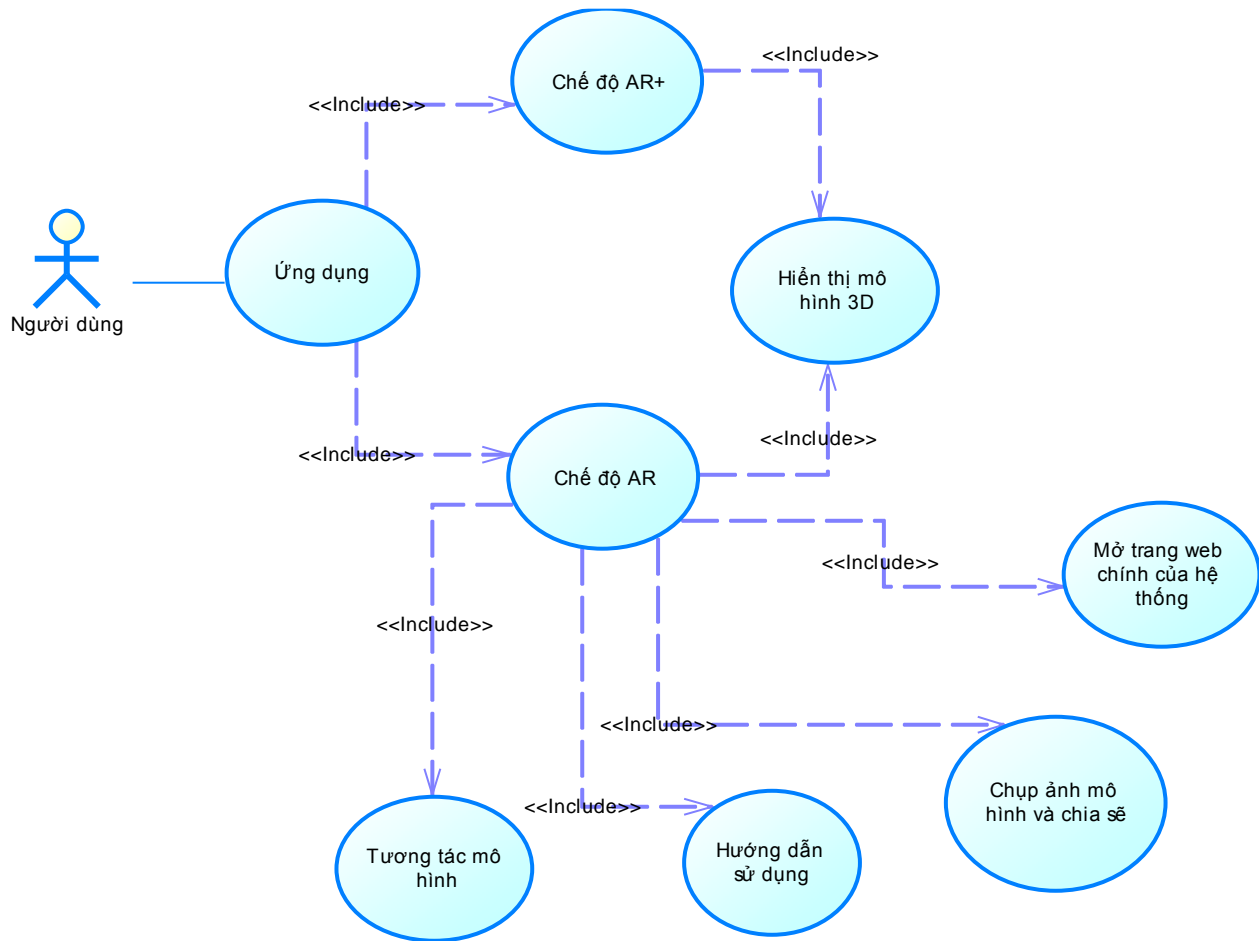 Chế độ AR+
<<Include>>
<<Include>>
Ứng dụng
Người dùng
Hiển thị mô
hình 3D
<<Include>>
<<Include>>
Chế độ AR
<<Include>>
Mở trang web
chính của hệ
thống
<<Include>>
<<Include>>
Chụp ảnh mô
hình và chia sẽ
<<Include>>
Tương tác mô
hình
Hướng dẫn
sử dụng